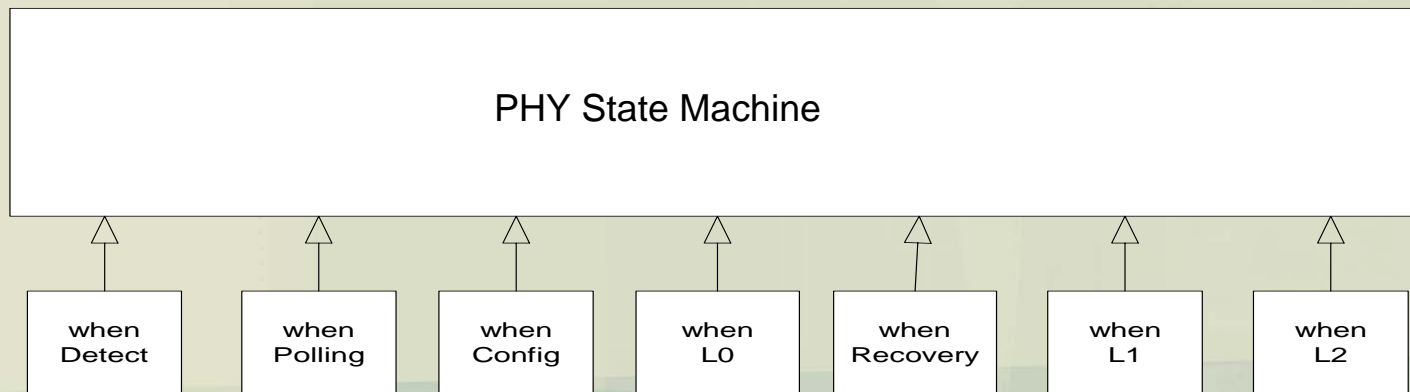 PHY State Machine
when
Detect
when
Polling
when
Config
when
L0
when
Recovery
when
L1
when
L2